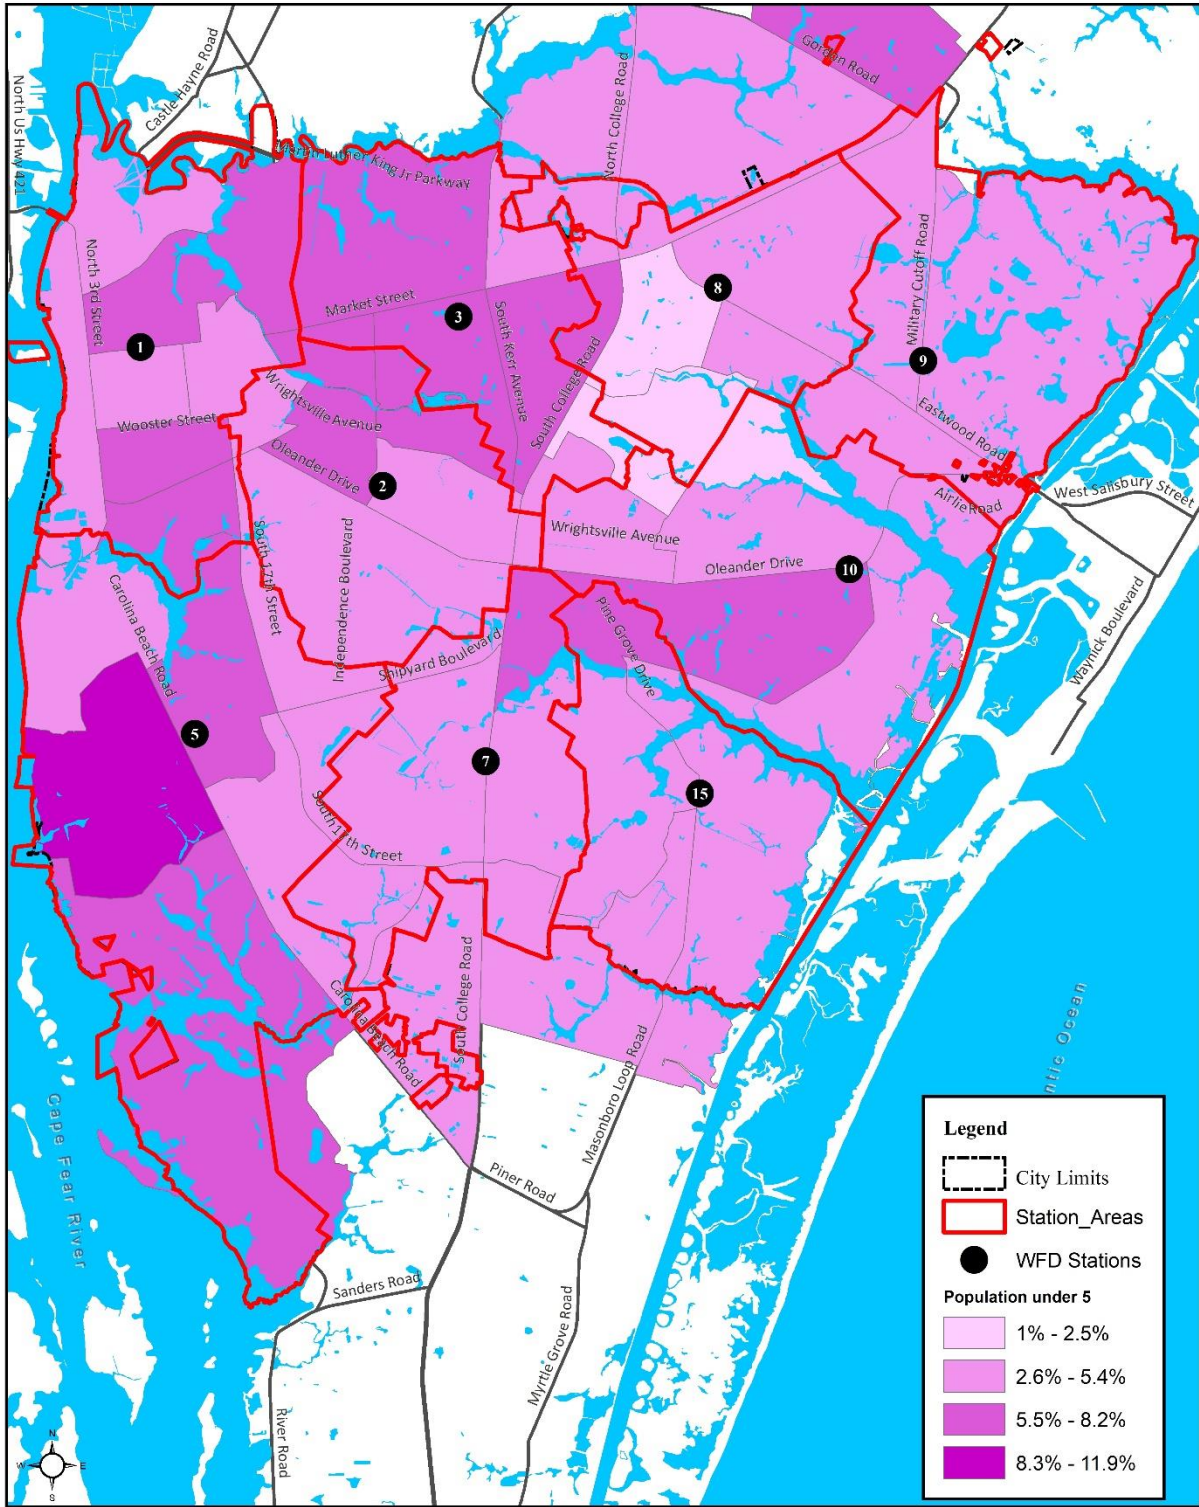 Gordon Road
Castle Hayne Road
North Us Hwy 421
North College Road
Martin Luther King Jr Parkway
North 3rd Street
Military Cutoff Road
Market Street
8
3
South Kerr Avenue
1
9
South College Road
Wrightsville Avenue
Wooster Street
Eastwood Road
Oleander Drive
2
West Salisbury Street
Airlie Road
South 17th Street
Independence Boulevard
Wrightsville Avenue
Oleander Drive
10
Carolina Beach Road
Pine Grove Drive
Shipyard Boulevard
Waynick Boulevard
5
7
15
South 17th Street
South College Road
Carolina Beach Road
Masonboro Loop Road
ntic Ocean
Cape Fear River
Piner Road
Sanders Road
Myrtle Grove Road
River Road
Legend
City Limits
Station_Areas
WFD Stations
Population under 5
1% - 2.5%
2.6% - 5.4%
5.5% - 8.2%
8.3% - 11.9%
N
W
E
S